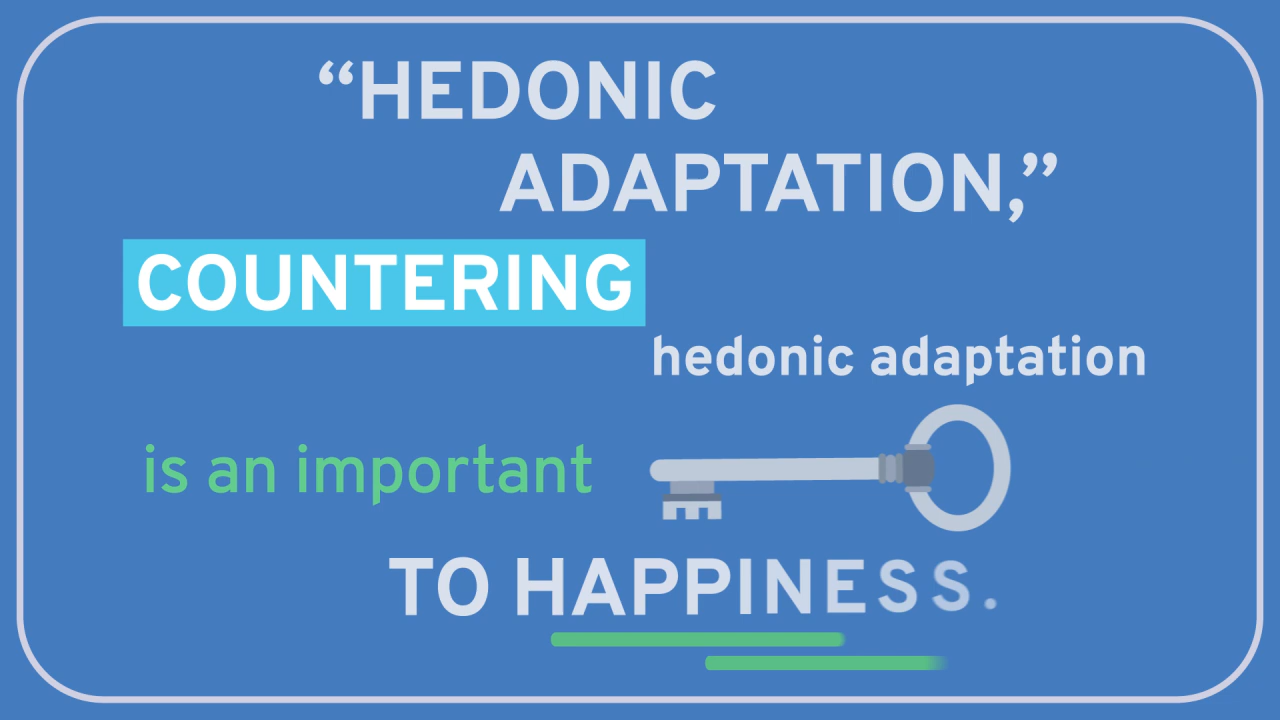 “HEDONIC
ADAPTATION,”
COUNTERING
hedonic adaptation
is an important
TO HAPPINESS.